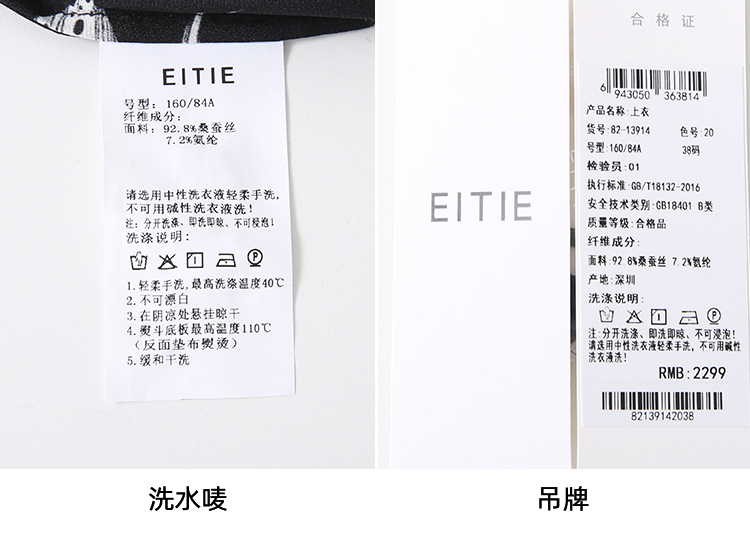 EITIE
号型: 160/84A
纤维成分:
面料: 92.8%桑蚕丝
7.2%氨纶
请选用中性洗衣液轻柔手洗,
不可用碱性洗衣液洗!
注: 分开洗涤、即洗即晾、不可浸泡!
洗涤说明:
1.轻柔手洗,最高洗涤温度40℃
2.不可漂白
3.在阴凉处悬挂晾干
4.熨斗底板最高温度110℃
(反面垫布熨烫)
5.缓和干洗
洗水唛
EITIE
合格证
6 943050 363814
产品名称:上衣
货号:82-13914 色号:20
号型:160/84A 38码
检验员:01
执行标准:GB/T18132-2016
安全技术类别:GB18401 B类
质量等级:合格品
纤维成分:
面料:92.8%桑蚕丝 7.2%氨纶
产地:深圳
洗涤说明:
注:分开洗涤、即洗即晾、不可浸泡!
请选用中性洗衣液轻柔手洗,不可用碱性
洗衣液洗!
RMB:2299
82139142038
吊牌